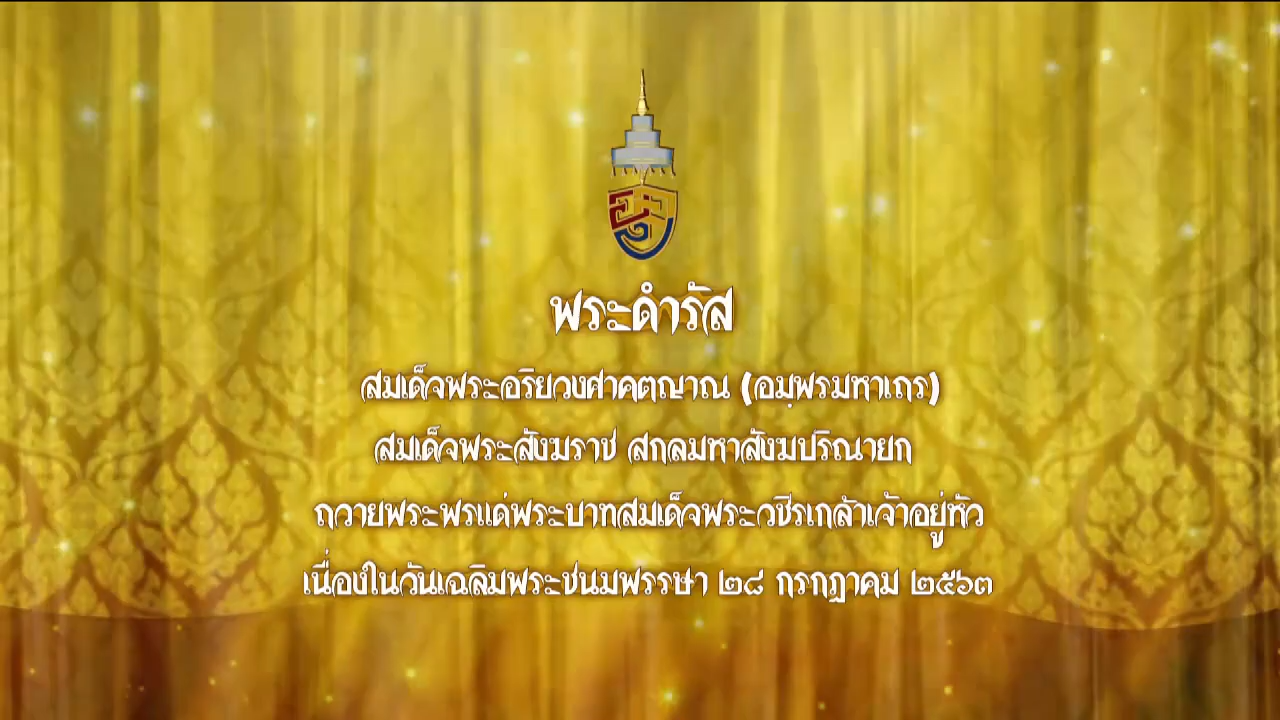 พระดำรัส
สมเด็จพระอริยวงศาคตญาณ (อมฺพรมหาเถร)
สมเด็จพระสังฆราช สกลมหาสังฆปริณายก
ถวายพระพรแด่พระบาทสมเด็จพระวชิรเกล้าเจ้าอยู่หัว
เนื่องในวันเฉลิมพระชนมพรรษา ๒๘ กรกฎาคม ๒๕๖๓